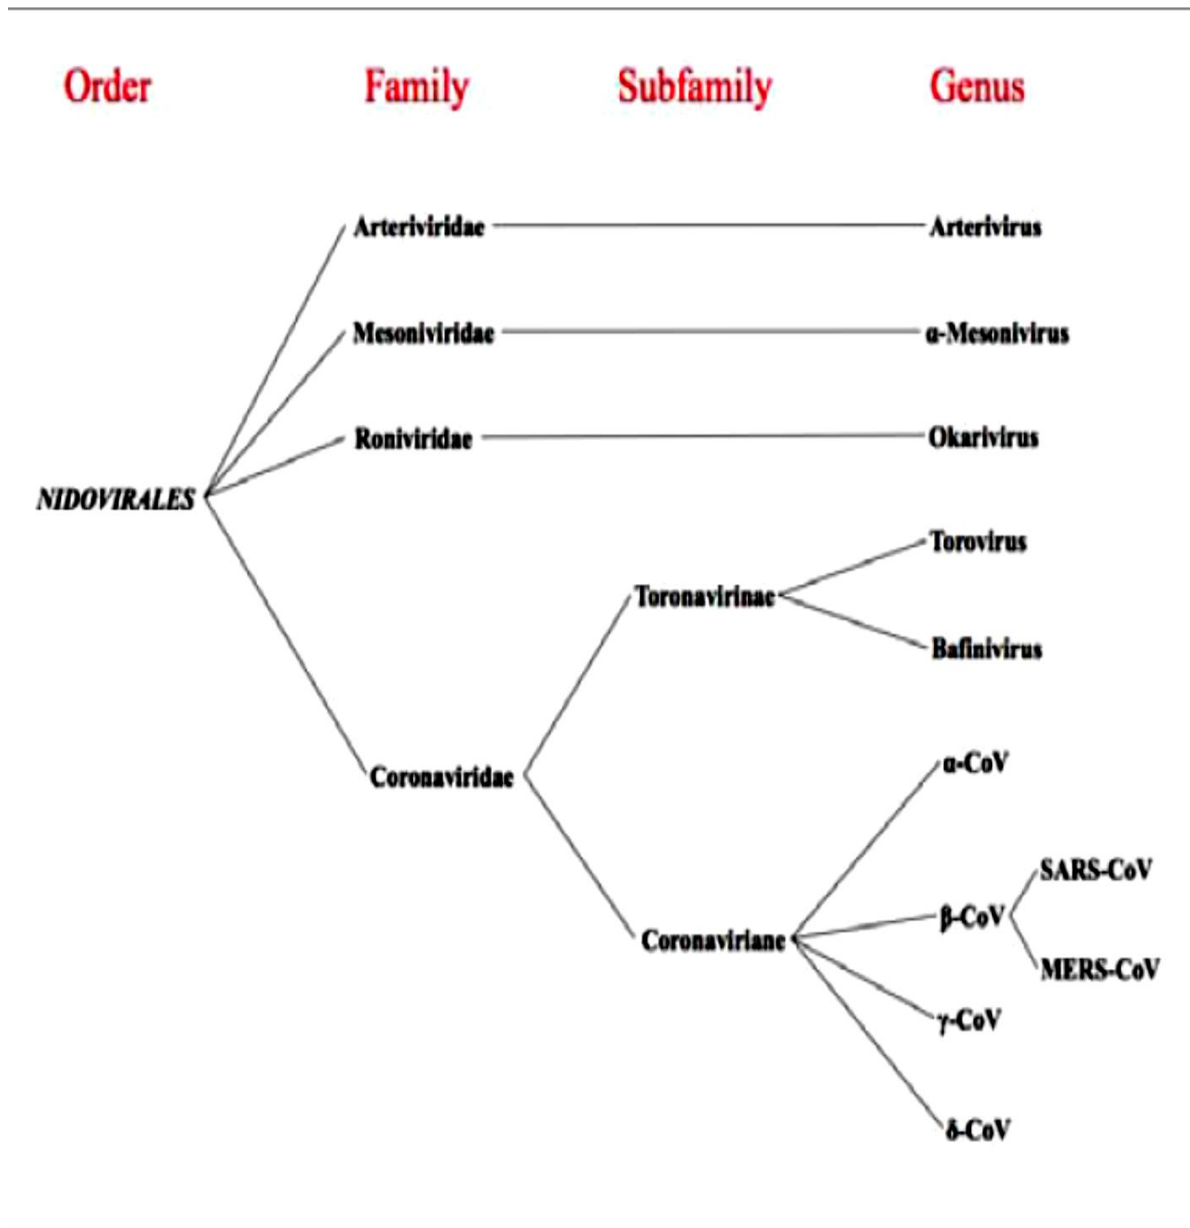 Order Family Subfamily Genus
Arteriviridae Arterivirus
Mesoniviridae α-Mesonivirus
Roniviridae Okarivirus
NIDOVIRALES
Torovirus
Toronavirinae
Bafinivirus
α-CoV
Coronaviridae
SARS-CoV
β-CoV
Coronaviriane
MERS-CoV
γ-CoV
δ-CoV